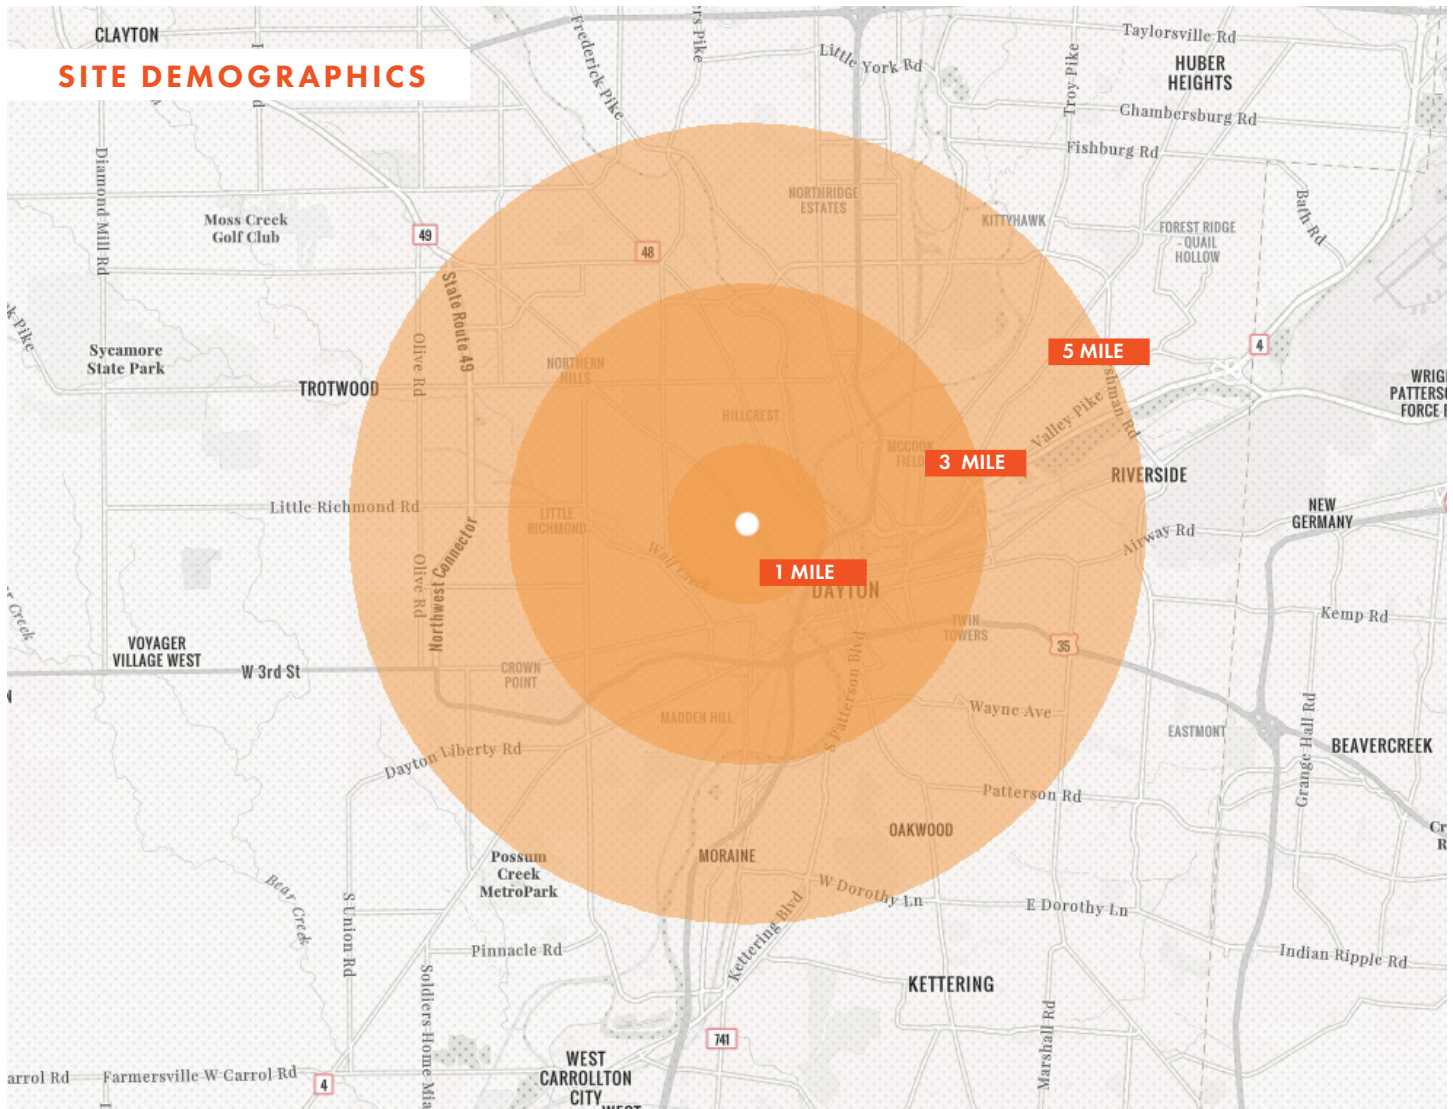 CLAYTON
SITE DEMOGRAPHICS
Frederick Pike
Little York Rd
Troy Pike
Taylorsville Rd
HUBER
HEIGHTS
Chambersburg Rd
Fishburg Rd
Diamond Mill Rd
Moss Creek
Golf Club
49
48
NORTHRIDGE
ESTATES
KITTYHAWK
FOREST RIDGE
- QUAIL
HOLLOW
Bath Rd
State Route 49
Olive Rd
Sycamore
State Park
TROTWOOD
NORTHERN
HILLS
HILLCREST
5 MILE
4
MCCOOK
FIELD
3 MILE
Valley Pike
RIVERSIDE
Little Richmond Rd
LITTLE
RICHMOND
Northwest Connector
Olive Rd
Wolf Creek
1 MILE
DAYTON
Airway Rd
NEW
GERMANY
Kemp Rd
VOYAGER
VILLAGE WEST
W 3rd St
CROWN
POINT
TWIN
TOWERS
35
MADDEN HILL
S Patterson Blvd
Wayne Ave
EASTMONT
Grange Hall Rd
BEAVERCREEK
Dayton Liberty Rd
Patterson Rd
OAKWOOD
MORAINE
Possum
Creek
MetroPark
W Dorothy Ln
E Dorothy Ln
Bear Creek
S Union Rd
Pinnacle Rd
Kettering Blvd
Indian Ripple Rd
KETTERING
Soldiers Home Mia
741
Marshall Rd
WEST
CARROLLTON
CITY
Farmersville W Carrol Rd
4